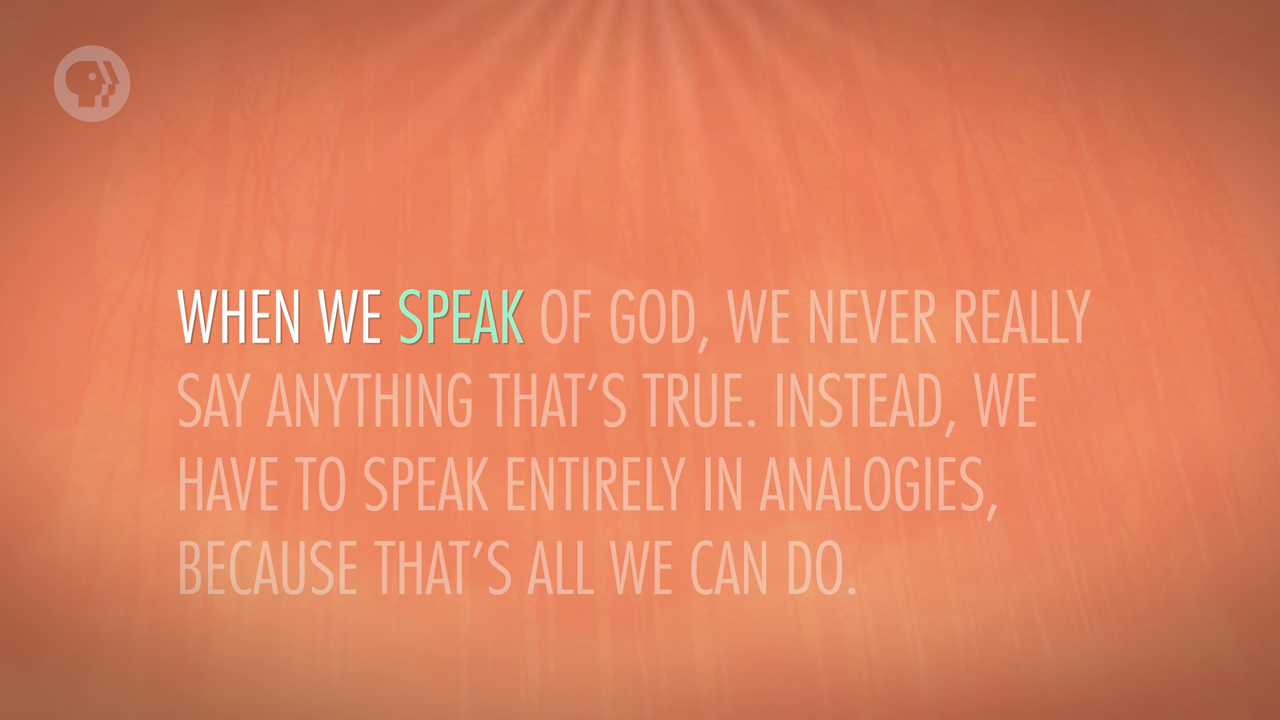 WHEN WE SPEAK OF GOD, WE NEVER REALLY
SAY ANYTHING THAT'S TRUE. INSTEAD, WE
HAVE TO SPEAK ENTIRELY IN ANALOGIES,
BECAUSE THAT'S ALL WE CAN DO.